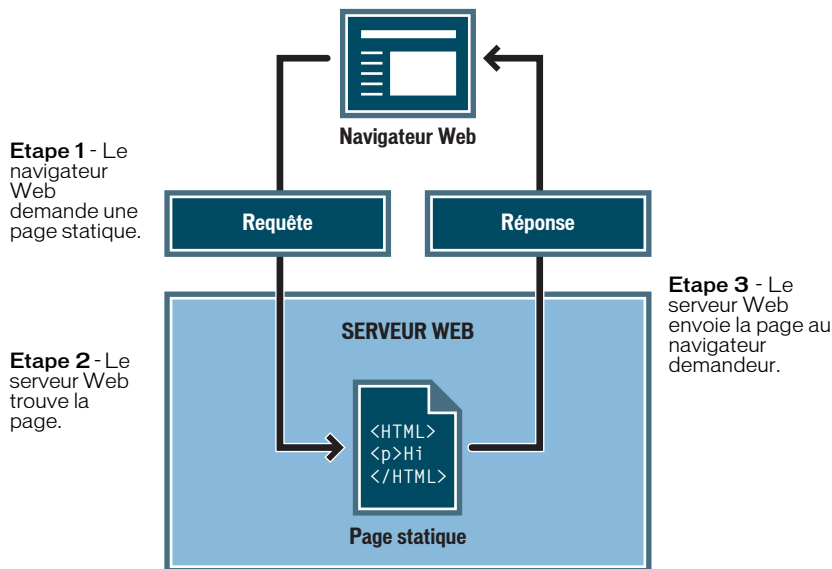 Navigateur Web
Etape 1 - Le
navigateur
Web
demande une
page statique.
Requête
Réponse
Etape 3 - Le
serveur Web
envoie la page au
navigateur
demandeur.
SERVEUR WEB
Etape 2 - Le
serveur Web
trouve la
page.
<HTML>
<p>Hi
</HTML>
Page statique